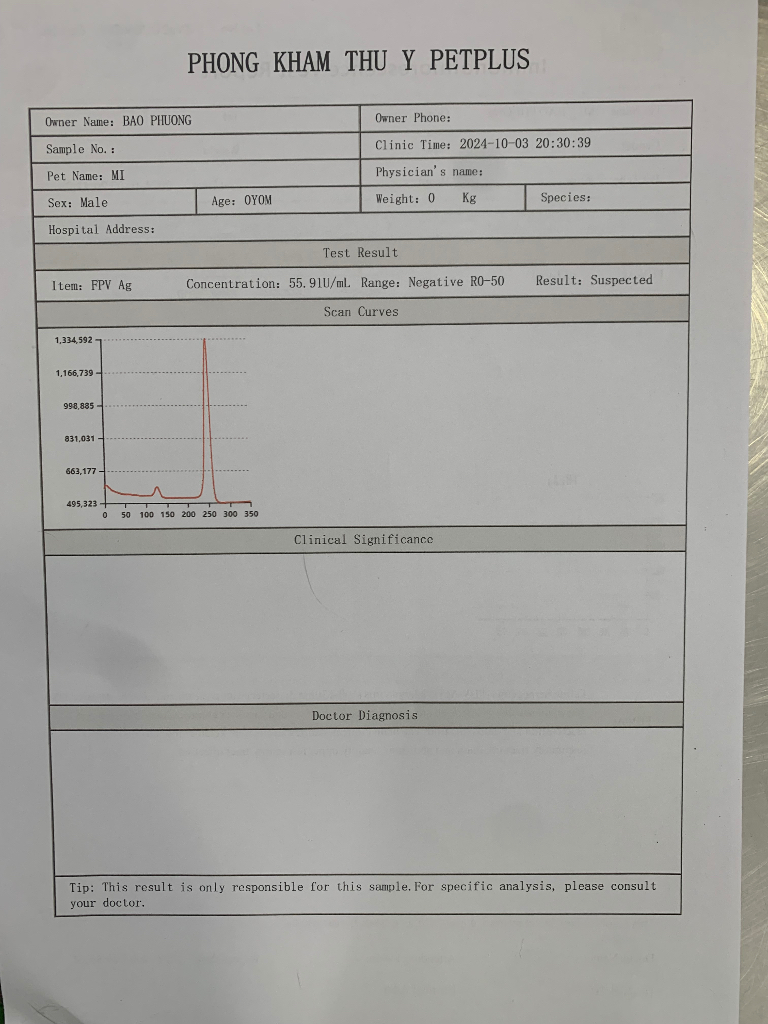 PHONG KHAM THU Y PETPLUS
Owner Name: BAO PHUONG
Owner Phone:
Sample No.:
Clinic Time: 2024-10-03 20:30:39
Pet Name: MI
Physician's name:
Sex: Male
Age: 0Y0M
Weight: 0 Kg
Species:
Hospital Address:
Test Result
Item: FPV Ag Concentration: 55.91U/mL Range: Negative R0-50 Result: Suspected
Scan Curves
1,334,592
1,166,739
998,885
831,031
663,177
495,323
0 50 100 150 200 250 300 350
Clinical Significance
Doctor Diagnosis
Tip: This result is only responsible for this sample.For specific analysis, please consult
your doctor.